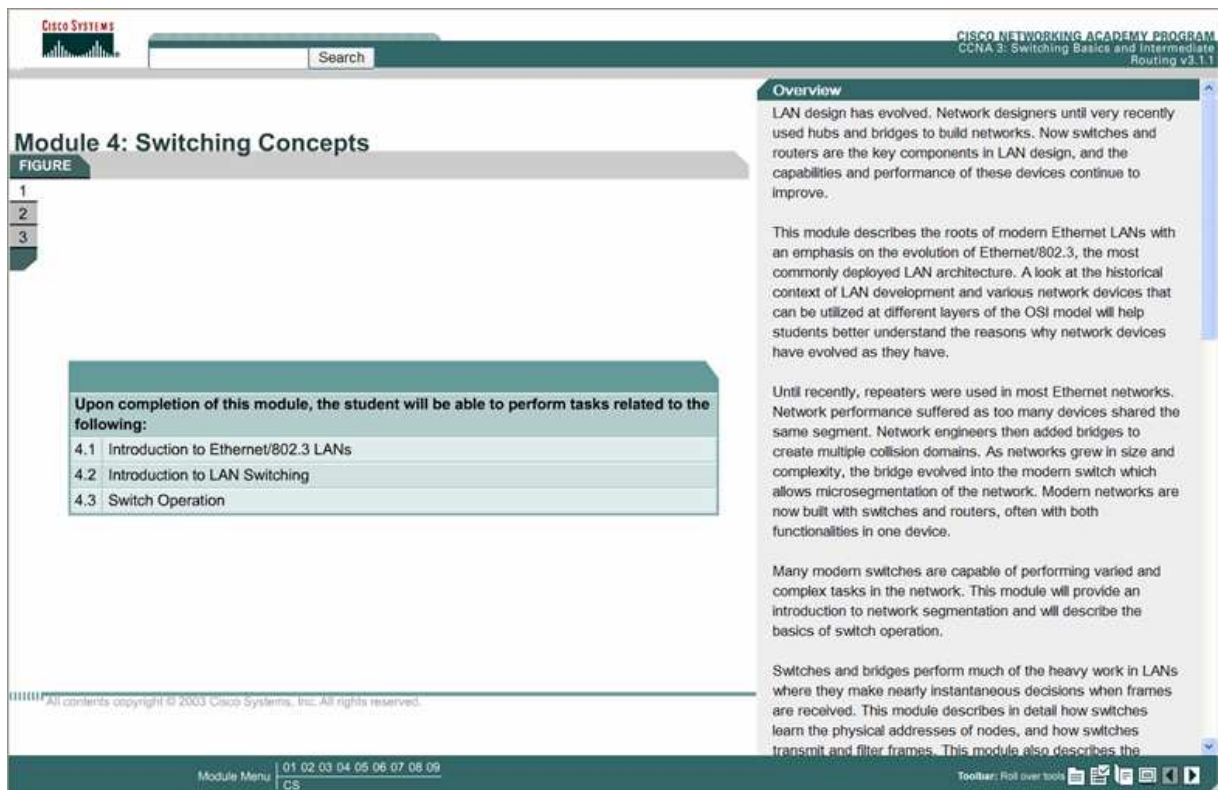 CISCO SYSTEMS
Search
CISCO NETWORKING ACADEMY PROGRAM
CCNA 3: Switching Basics and Intermediate
Routing v3.1.1
Module 4: Switching Concepts
FIGURE
1
2
3
Upon completion of this module, the student will be able to perform tasks related to the
following:
4.1 Introduction to Ethernet/802.3 LANs
4.2 Introduction to LAN Switching
4.3 Switch Operation
All contents copyright © 2003 Cisco Systems, Inc. All rights reserved.
Overview
LAN design has evolved. Network designers until very recently
used hubs and bridges to build networks. Now switches and
routers are the key components in LAN design, and the
capabilities and performance of these devices continue to
improve.
This module describes the roots of modern Ethernet LANs with
an emphasis on the evolution of Ethernet/802.3, the most
commonly deployed LAN architecture. A look at the historical
context of LAN development and various network devices that
can be utilized at different layers of the OSI model will help
students better understand the reasons why network devices
have evolved as they have.
Until recently, repeaters were used in most Ethernet networks.
Network performance suffered as too many devices shared the
same segment. Network engineers then added bridges to
create multiple collision domains. As networks grew in size and
complexity, the bridge evolved into the modern switch which
allows microsegmentation of the network. Modern networks are
now built with switches and routers, often with both
functionalities in one device.
Many modern switches are capable of performing varied and
complex tasks in the network. This module will provide an
introduction to network segmentation and will describe the
basics of switch operation.
Switches and bridges perform much of the heavy work in LANs
where they make nearly instantaneous decisions when frames
are received. This module describes in detail how switches
learn the physical addresses of nodes, and how switches
transmit and filter frames. This module also describes the
Module Menu
01 02 03 04 05 06 07 08 09
CS
Toolbar: Roll over tools